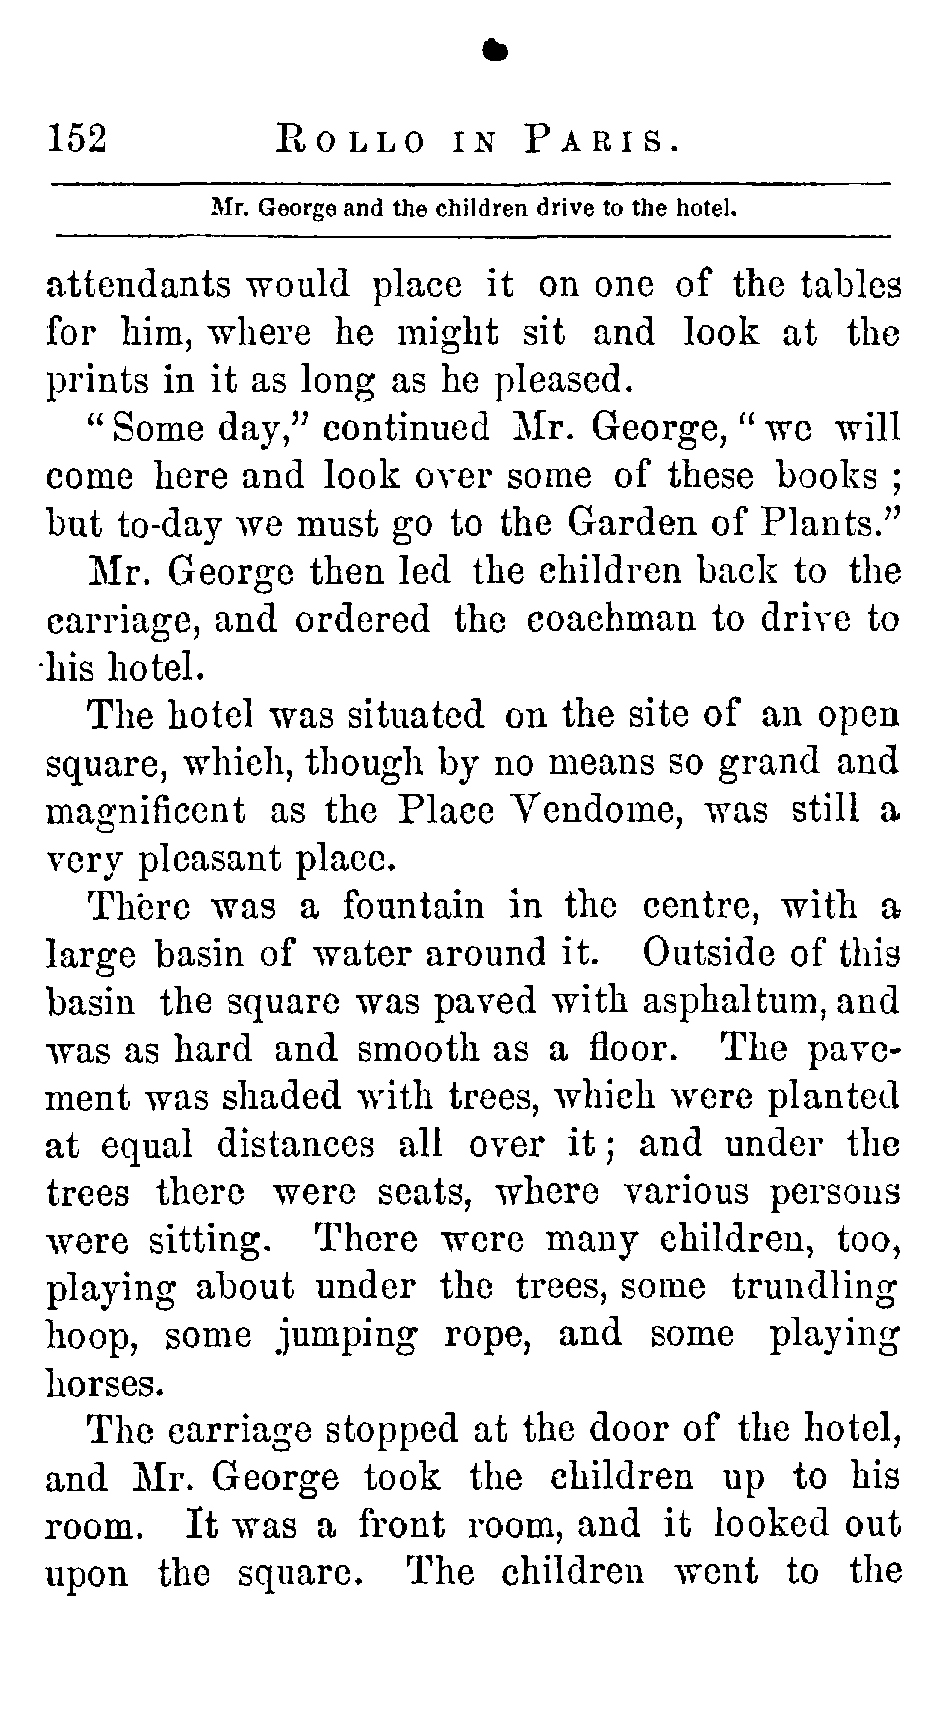 152 ROLLO IN PARIS.
Mr. George and the children drive to the hotel.
attendants would place it on one of the tables
for him, where he might sit and look at the
prints in it as long as he pleased.
“Some day,” continued Mr. George, “we will
come here and look over some of these books ;
but to-day we must go to the Garden of Plants.”
Mr. George then led the children back to the
carriage, and ordered the coachman to drive to
his hotel.
The hotel was situated on the site of an open
square, which, though by no means so grand and
magnificent as the Place Vendome, was still a
very pleasant place.
There was a fountain in the centre, with a
large basin of water around it. Outside of this
basin the square was paved with asphaltum, and
was as hard and smooth as a floor. The pave-
ment was shaded with trees, which were planted
at equal distances all over it ; and under the
trees there were seats, where various persons
were sitting. There were many children, too,
playing about under the trees, some trundling
hoop, some jumping rope, and some playing
horses.
The carriage stopped at the door of the hotel,
and Mr. George took the children up to his
room. It was a front room, and it looked out
upon the square. The children went to the